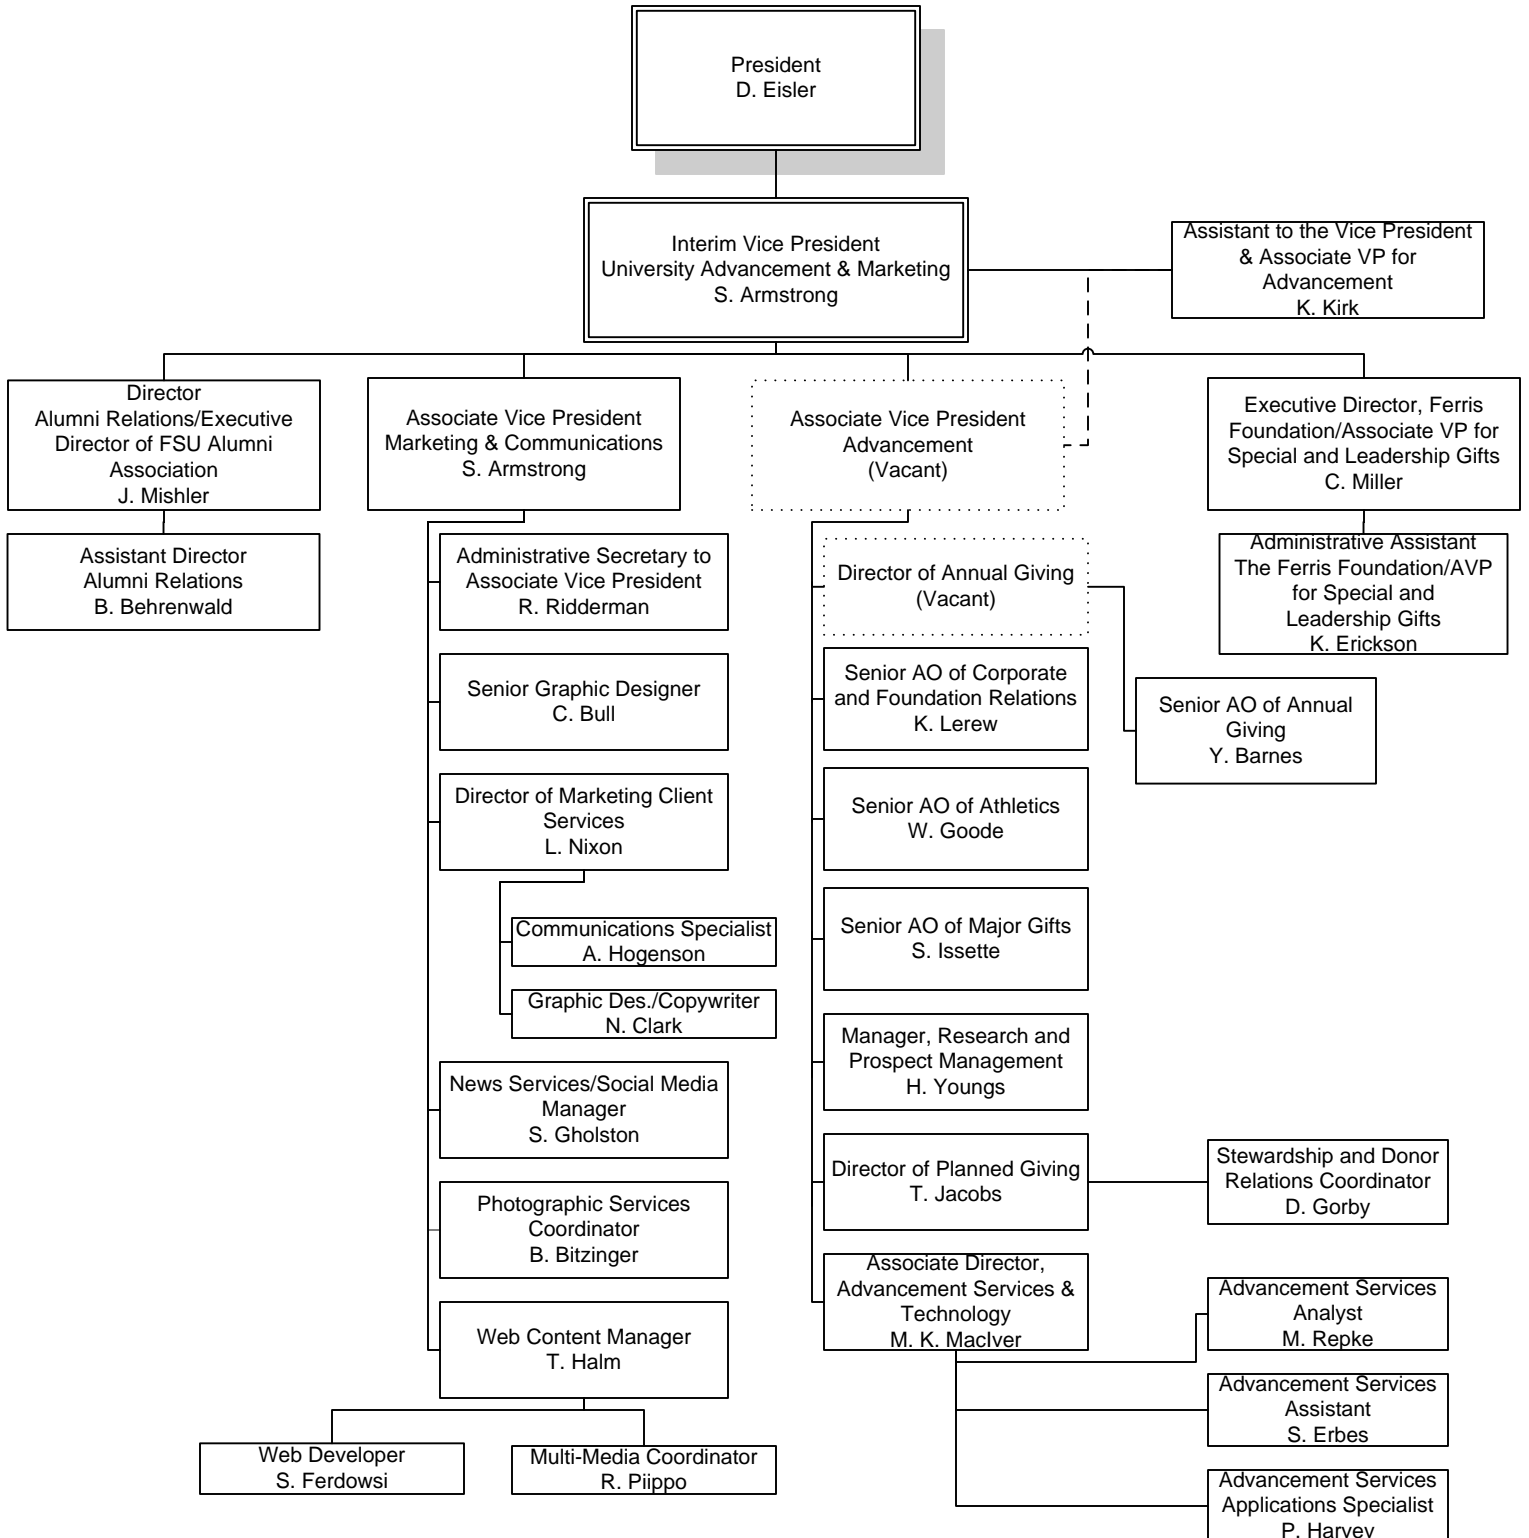 President
D. Eisler
Interim Vice President
University Advancement & Marketing
S. Armstrong
Assistant to the Vice President
& Associate VP for
Advancement
K. Kirk
Director
Alumni Relations/Executive
Director of FSU Alumni
Association
J. Mishler
Assistant Director
Alumni Relations
B. Behrenwald
Associate Vice President
Marketing & Communications
S. Armstrong
Administrative Secretary to
Associate Vice President
R. Ridderman
Senior Graphic Designer
C. Bull
Director of Marketing Client
Services
L. Nixon
Communications Specialist
A. Hogenson
Graphic Des./Copywriter
N. Clark
News Services/Social Media
Manager
S. Gholston
Photographic Services
Coordinator
B. Bitzinger
Web Content Manager
T. Halm
Web Developer
S. Ferdowsi
Multi-Media Coordinator
R. Piippo
Associate Vice President
Advancement
(Vacant)
Director of Annual Giving
(Vacant)
Senior AO of Annual
Giving
Y. Barnes
Senior AO of Corporate
and Foundation Relations
K. Lerew
Senior AO of Athletics
W. Goode
Senior AO of Major Gifts
S. Issette
Manager, Research and
Prospect Management
H. Youngs
Director of Planned Giving
T. Jacobs
Stewardship and Donor
Relations Coordinator
D. Gorby
Associate Director,
Advancement Services &
Technology
M. K. MacIver
Advancement Services
Analyst
M. Repke
Advancement Services
Assistant
S. Erbes
Advancement Services
Applications Specialist
P. Harvey
Executive Director, Ferris
Foundation/Associate VP for
Special and Leadership Gifts
C. Miller
Administrative Assistant
The Ferris Foundation/AVP
for Special and
Leadership Gifts
K. Erickson